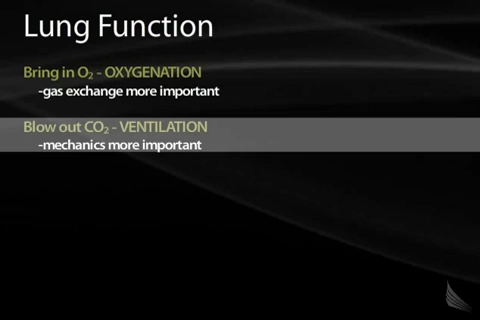 Lung Function
Bring in O₂ - OXYGENATION
-gas exchange more important
Blow out CO₂ - VENTILATION
-mechanics more important